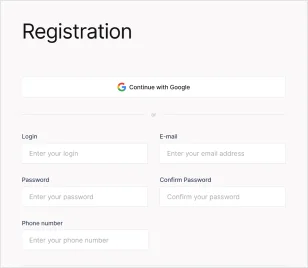 Registration
Continue with Google
or
Login
E-mail
Enter your login
Enter your email address
Password
Confirm Password
Enter your password
Confirm your password
Phone number
Enter your phone number